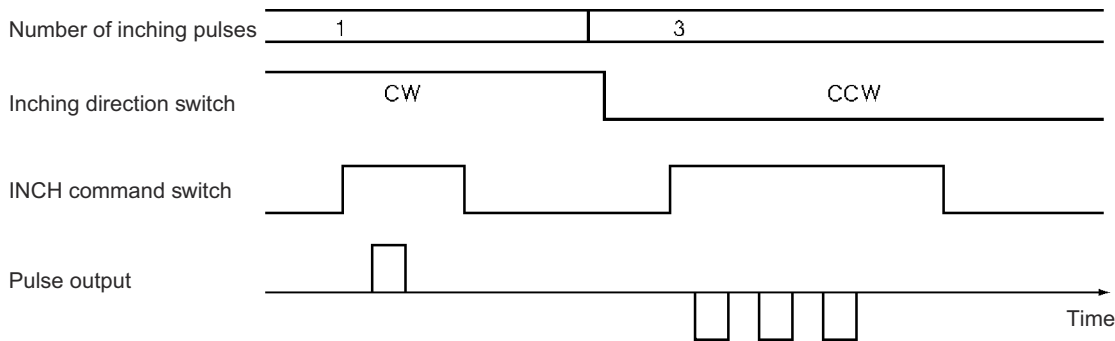 Number of inching pulses 1 3
Inching direction switch CW CCW
INCH command switch
Pulse output
Time